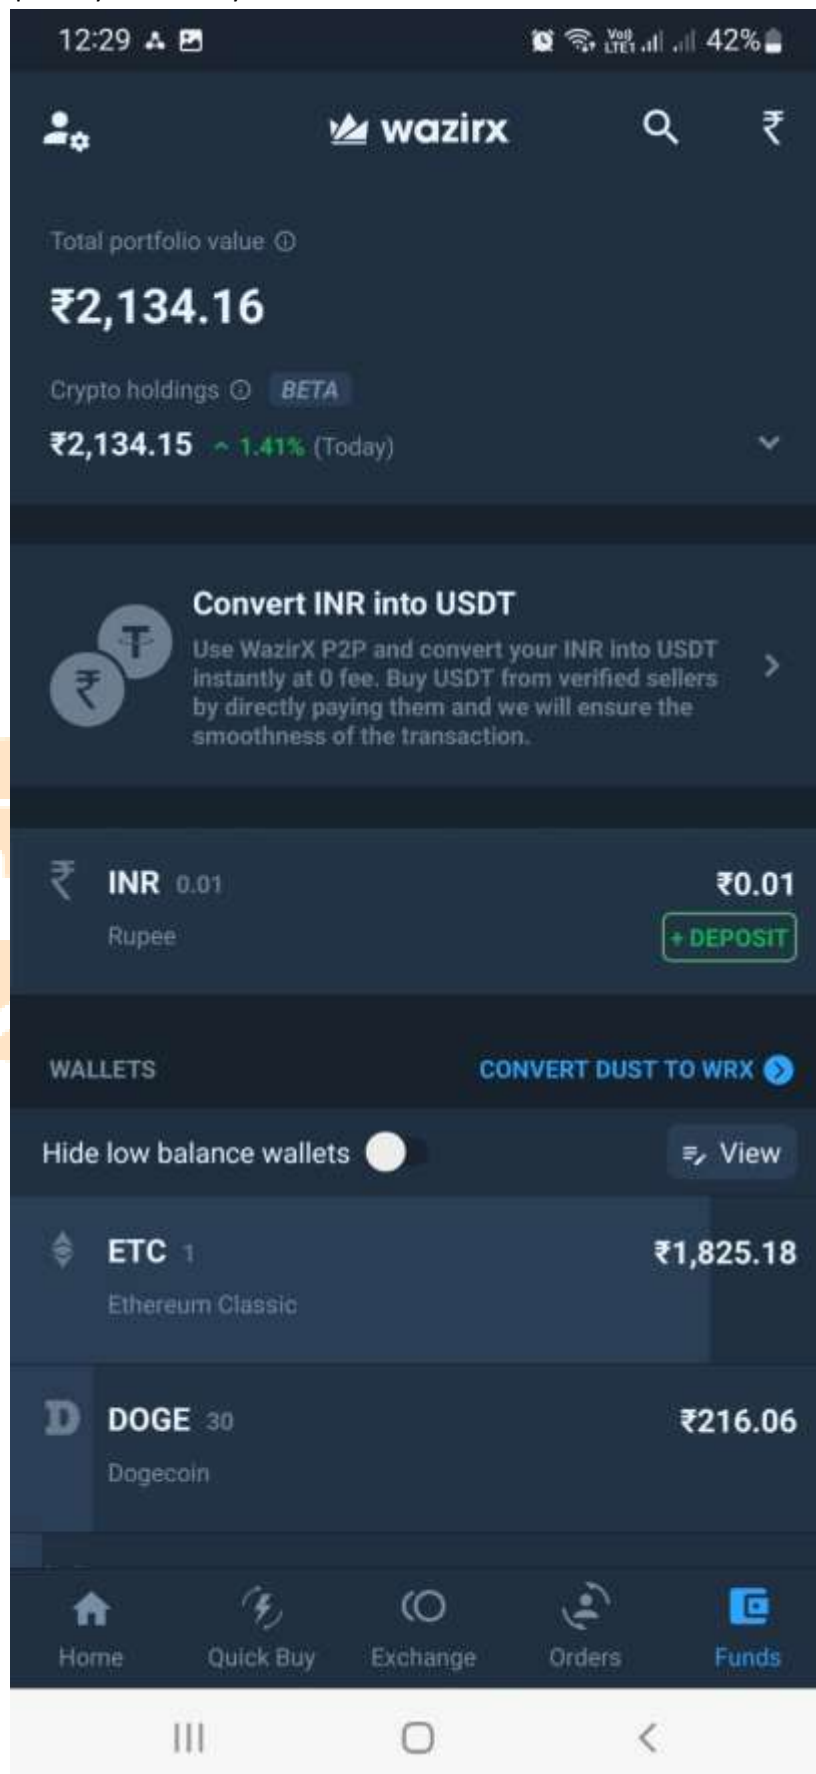 12:29 42%
wazirx ₹
Total portfolio value
₹2,134.16
Crypto holdings BETA
₹2,134.15 1.41% (Today)
Convert INR into USDT
Use WazirX P2P and convert your INR into USDT
instantly at 0 fee. Buy USDT from verified sellers
by directly paying them and we will ensure the
smoothness of the transaction.
₹ INR 0.01 ₹0.01
Rupee + DEPOSIT
WALLETS CONVERT DUST TO WRX
Hide low balance wallets View
ETC 1 ₹1,825.18
Ethereum Classic
DOGE 30 ₹216.06
Dogecoin
Home Quick Buy Exchange Orders Funds